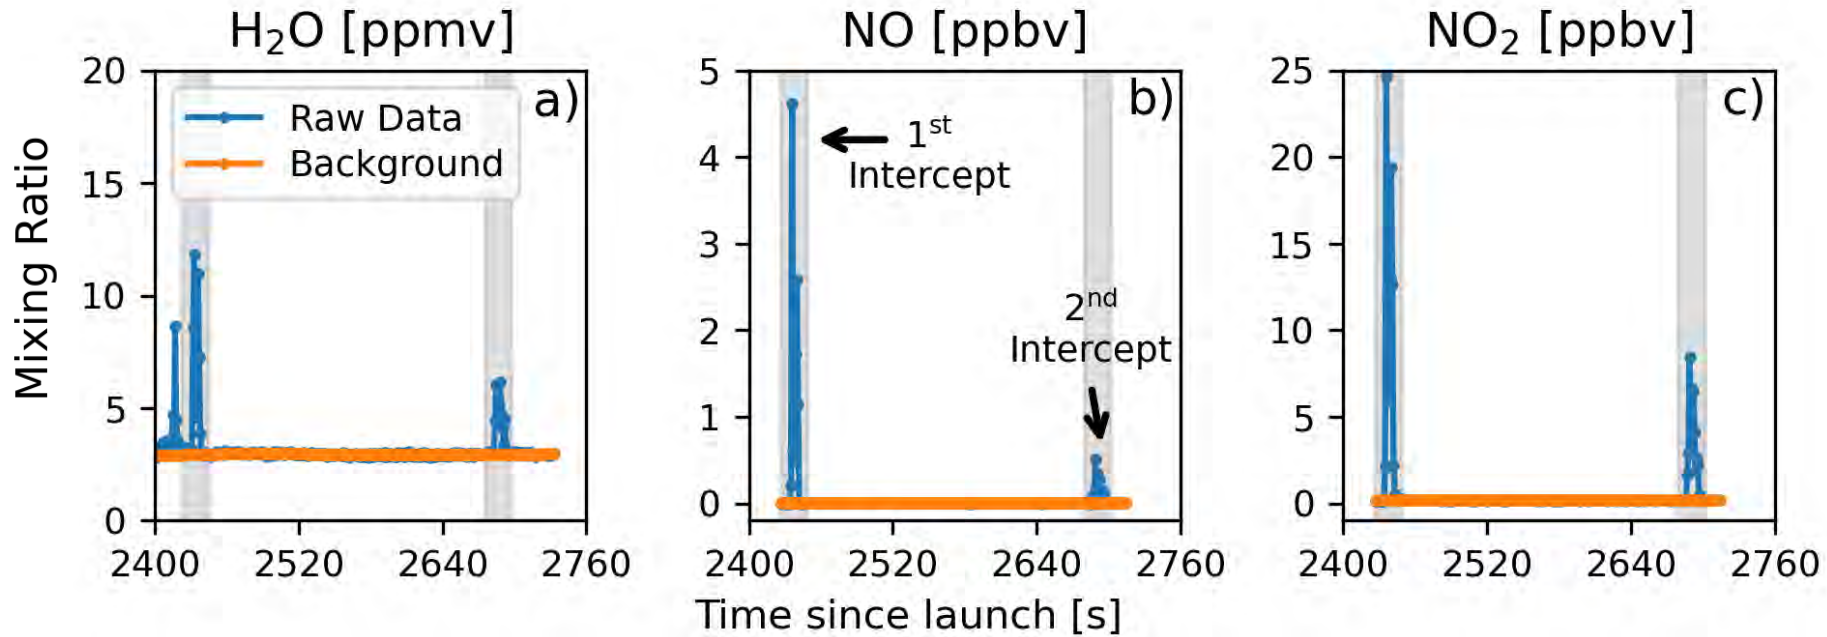 H₂O [ppmv]
NO [ppbv]
NO₂ [ppbv]
Mixing Ratio
20
15
10
5
0
Raw Data
Background
a)
2400 2520 2640 2760
5
4
3
2
1
0
b)
1st
Intercept
2nd
Intercept
2400 2520 2640 2760
25
20
15
10
5
0
c)
2400 2520 2640 2760
Time since launch [s]